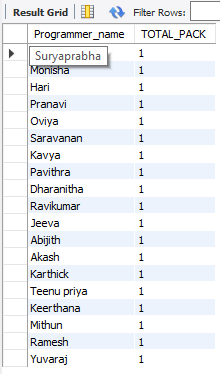 Result Grid Filter Rows:
Programmer_name TOTAL_PACK
Suryaprabha 1
Monisha 1
Hari 1
Pranavi 1
Oviya 1
Saravanan 1
Kavya 1
Pavithra 1
Dharanitha 1
Ravikumar 1
Jeeva 1
Abijith 1
Akash 1
Karthick 1
Teenu priya 1
Keerthana 1
Mithun 1
Ramesh 1
Yuvaraj 1